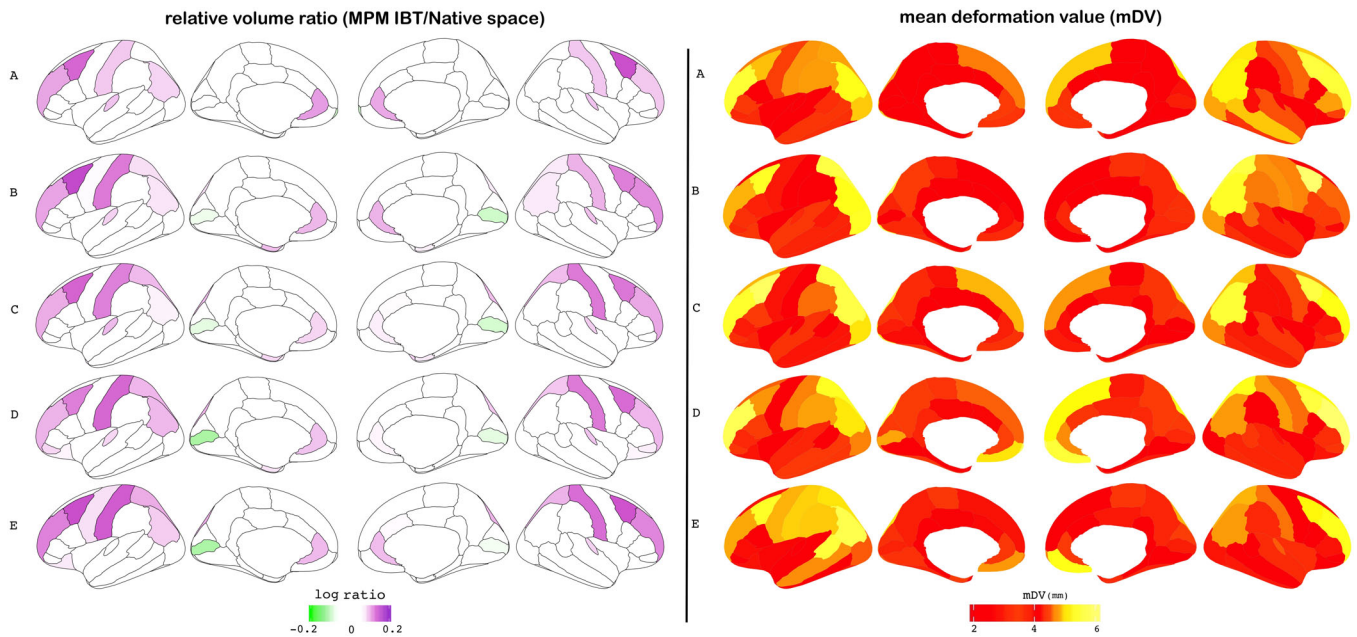 relative volume ratio (MPM IBT/Native space)
mean deformation value (mDV)
A
A
B
B
C
C
D
D
E
E
log ratio
-0.2 0 0.2
mDV(mm)
2 4 6